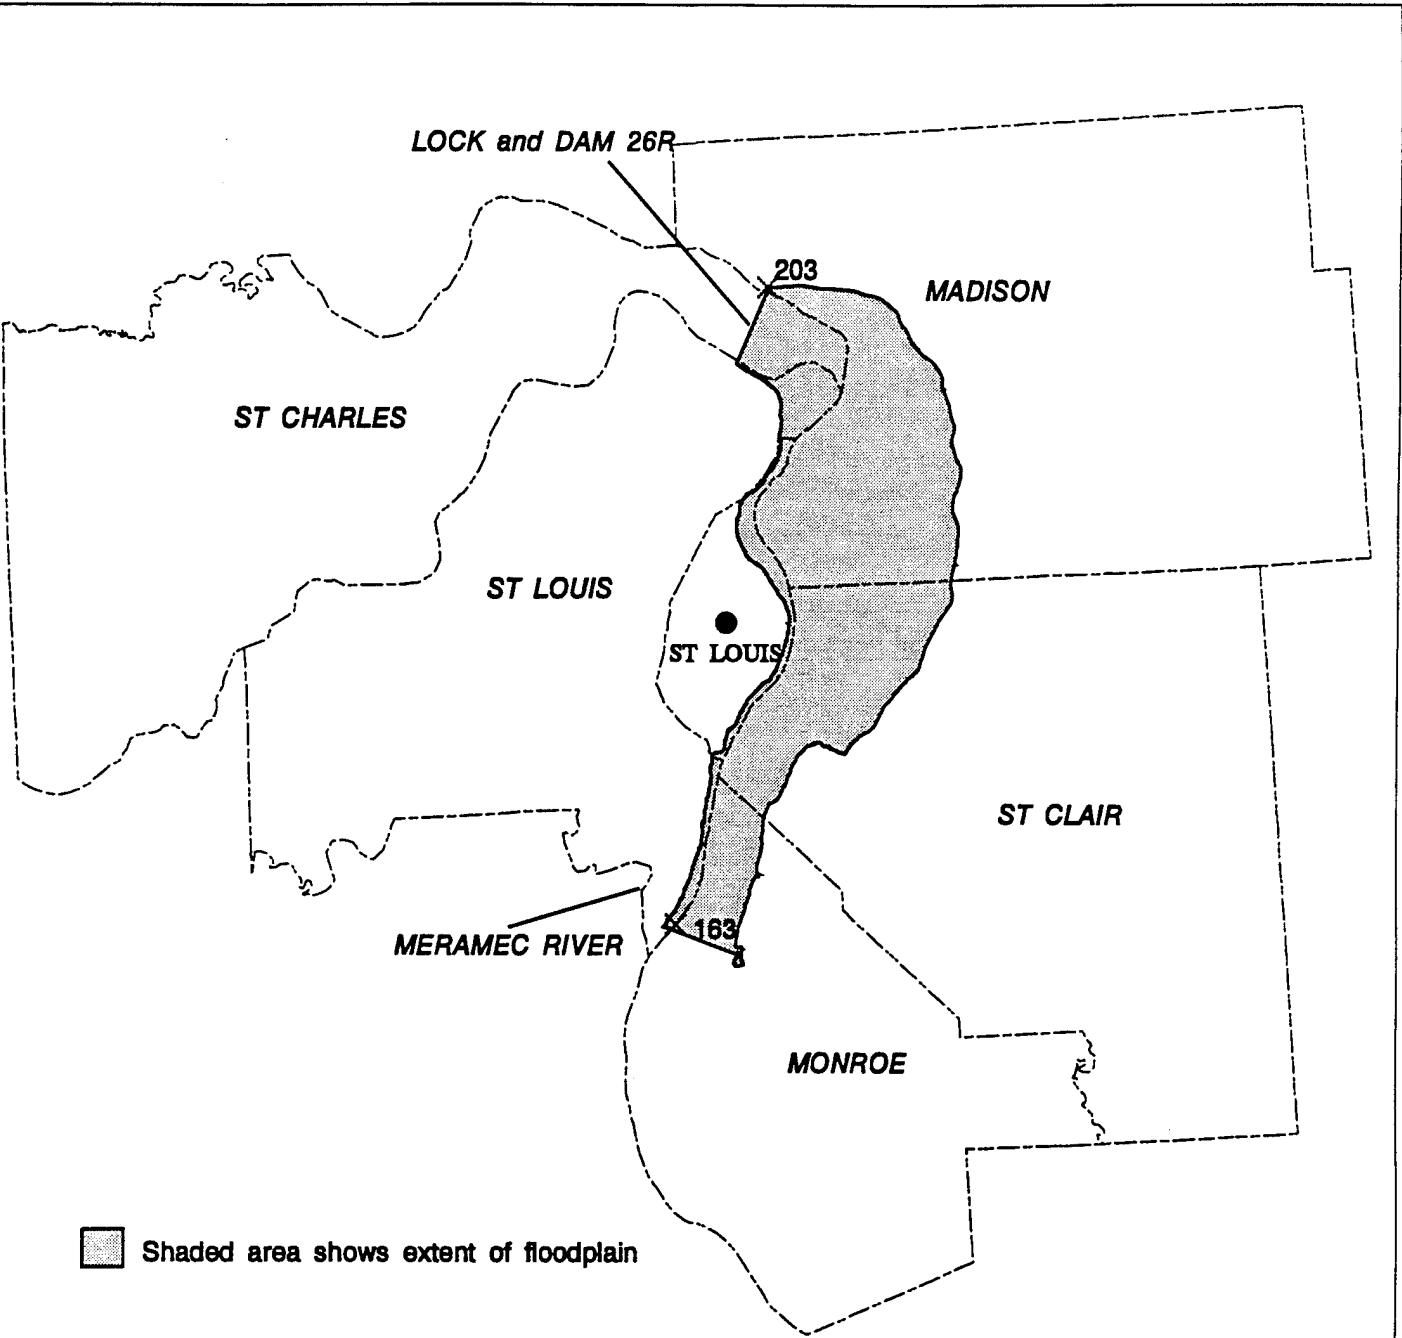 LOCK and DAM 26R
203
MADISON
ST CHARLES
ST LOUIS
ST LOUIS
ST CLAIR
163
MERAMEC RIVER
MONROE
Shaded area shows extent of floodplain